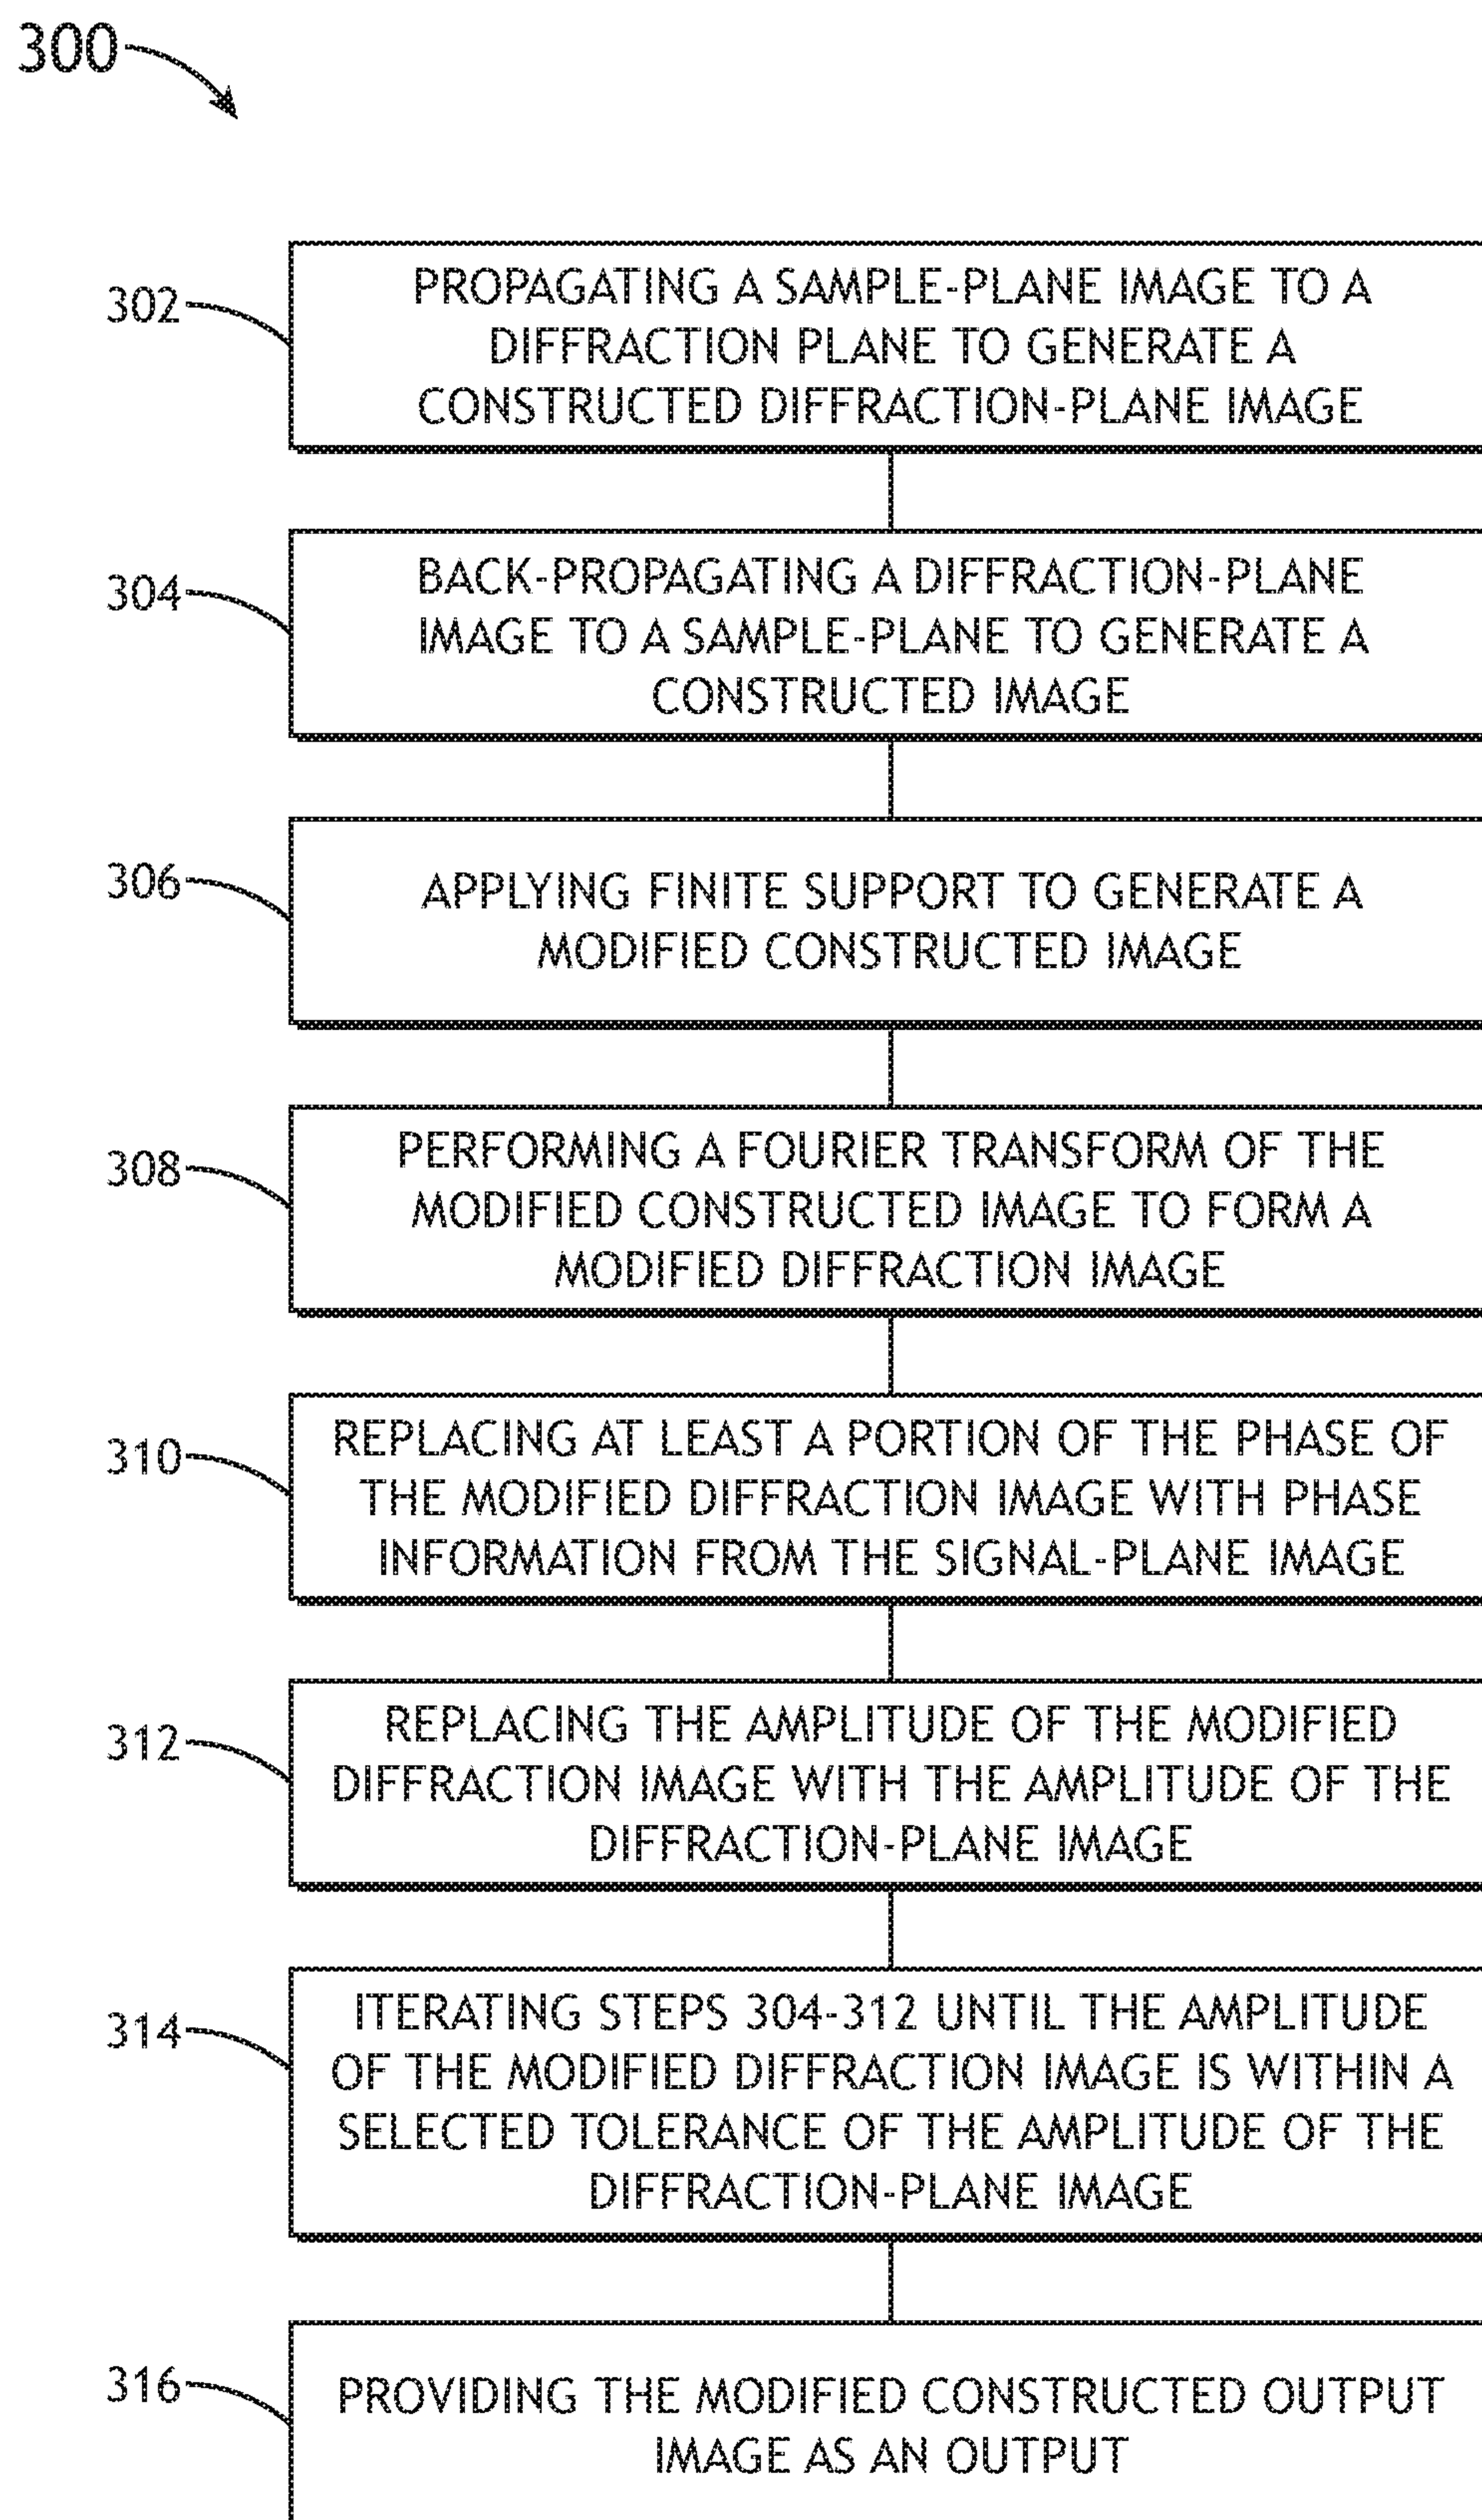 300
302
PROPAGATING A SAMPLE-PLANE IMAGE TO A
DIFFRACTION PLANE TO GENERATE A
CONSTRUCTED DIFFRACTION-PLANE IMAGE
304
BACK-PROPAGATING A DIFFRACTION-PLANE
IMAGE TO A SAMPLE-PLANE TO GENERATE A
CONSTRUCTED IMAGE
306
APPLYING FINITE SUPPORT TO GENERATE A
MODIFIED CONSTRUCTED IMAGE
308
PERFORMING A FOURIER TRANSFORM OF THE
MODIFIED CONSTRUCTED IMAGE TO FORM A
MODIFIED DIFFRACTION IMAGE
310
REPLACING AT LEAST A PORTION OF THE PHASE OF
THE MODIFIED DIFFRACTION IMAGE WITH PHASE
INFORMATION FROM THE SIGNAL-PLANE IMAGE
312
REPLACING THE AMPLITUDE OF THE MODIFIED
DIFFRACTION IMAGE WITH THE AMPLITUDE OF THE
DIFFRACTION-PLANE IMAGE
314
ITERATING STEPS 304-312 UNTIL THE AMPLITUDE
OF THE MODIFIED DIFFRACTION IMAGE IS WITHIN A
SELECTED TOLERANCE OF THE AMPLITUDE OF THE
DIFFRACTION-PLANE IMAGE
316
PROVIDING THE MODIFIED CONSTRUCTED OUTPUT
IMAGE AS AN OUTPUT